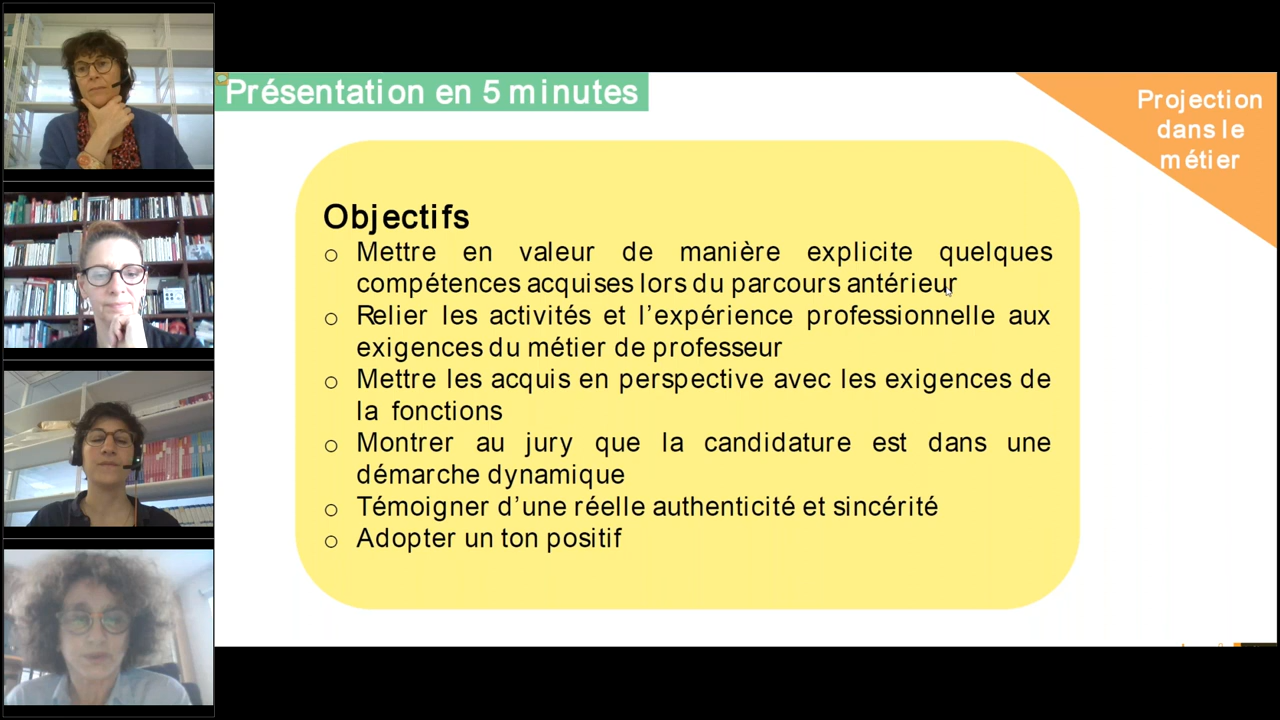 Présentation en 5 minutes
Projection
dans le
métier
Objectifs
o Mettre en valeur de manière explicite quelques
compétences acquises lors du parcours antérieur
o Relier les activités et l’expérience professionnelle aux
exigences du métier de professeur
o Mettre les acquis en perspective avec les exigences de
la fonctions
o Montrer au jury que la candidature est dans une
démarche dynamique
o Témoigner d’une réelle authenticité et sincérité
o Adopter un ton positif